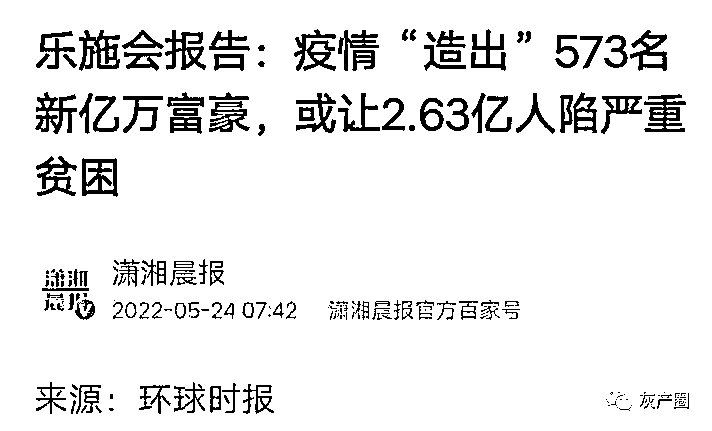 乐施会报告：疫情“造出”573名
新亿万富豪，或让2.63亿人陷严重
贫困
潇湘晨报
潇湘
晨报
2022-05-24 07:42 潇湘晨报官方百家号
来源：环球时报
灰产圈